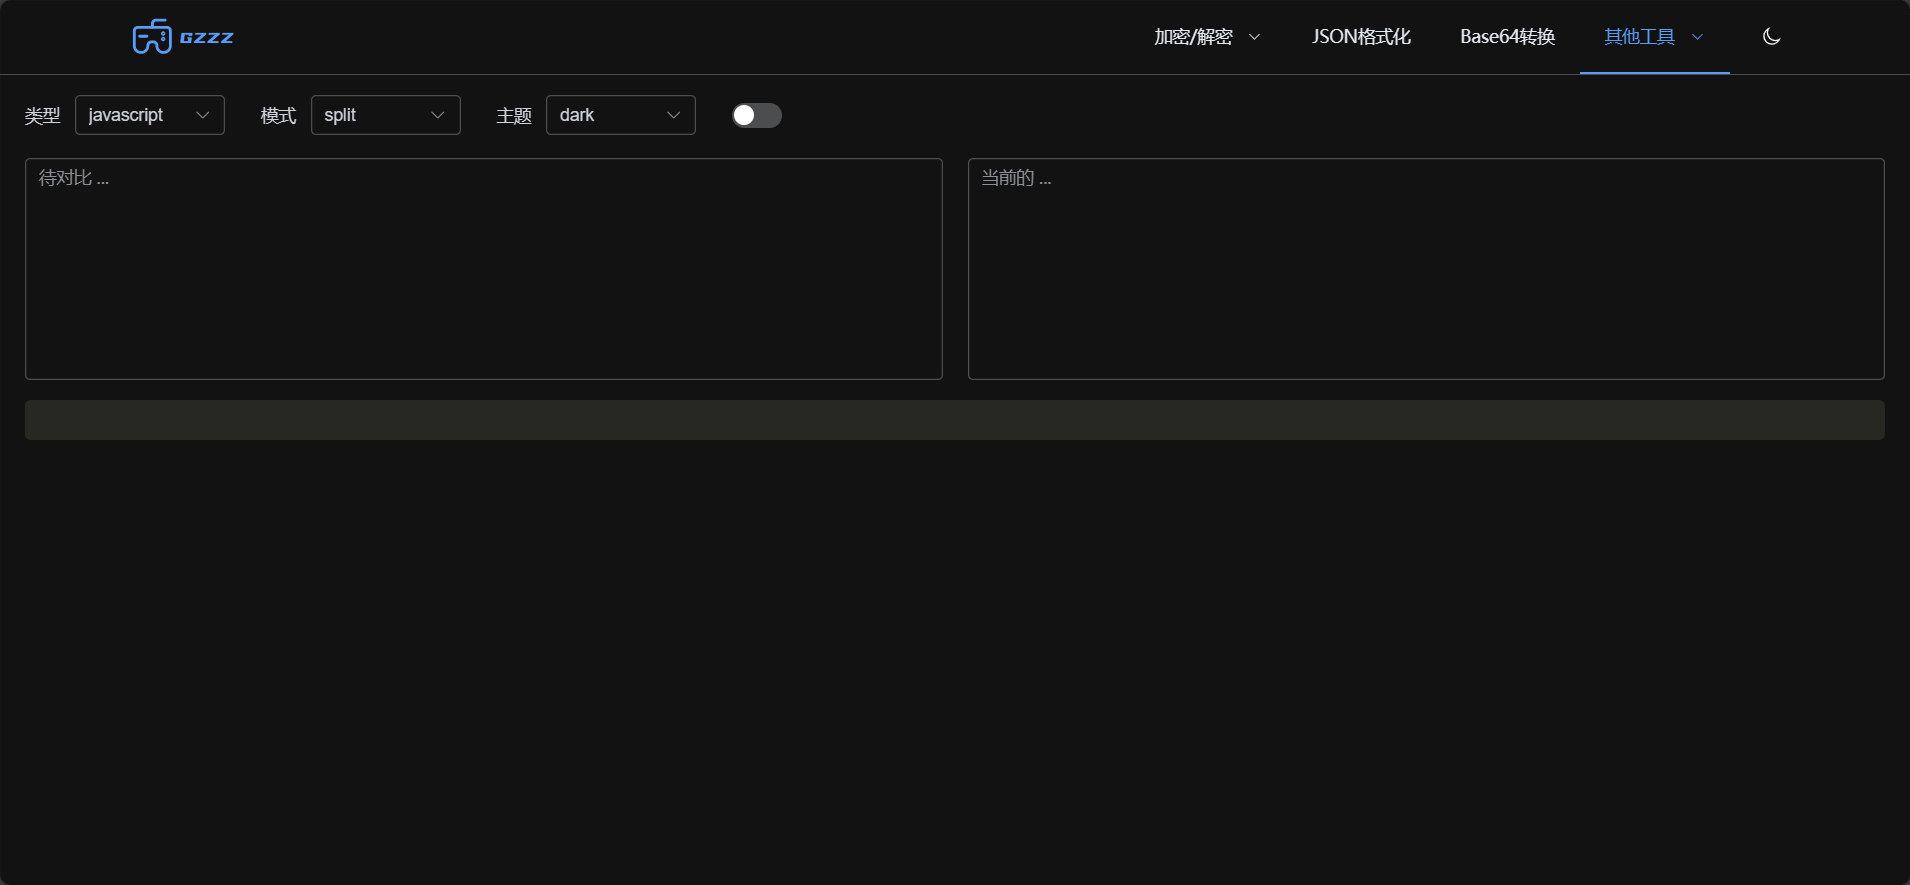 GZZZ
加密/解密
JSON格式化
Base64转换
其他工具
类型 javascript 模式 split 主题 dark
待对比 ...
当前的 ...